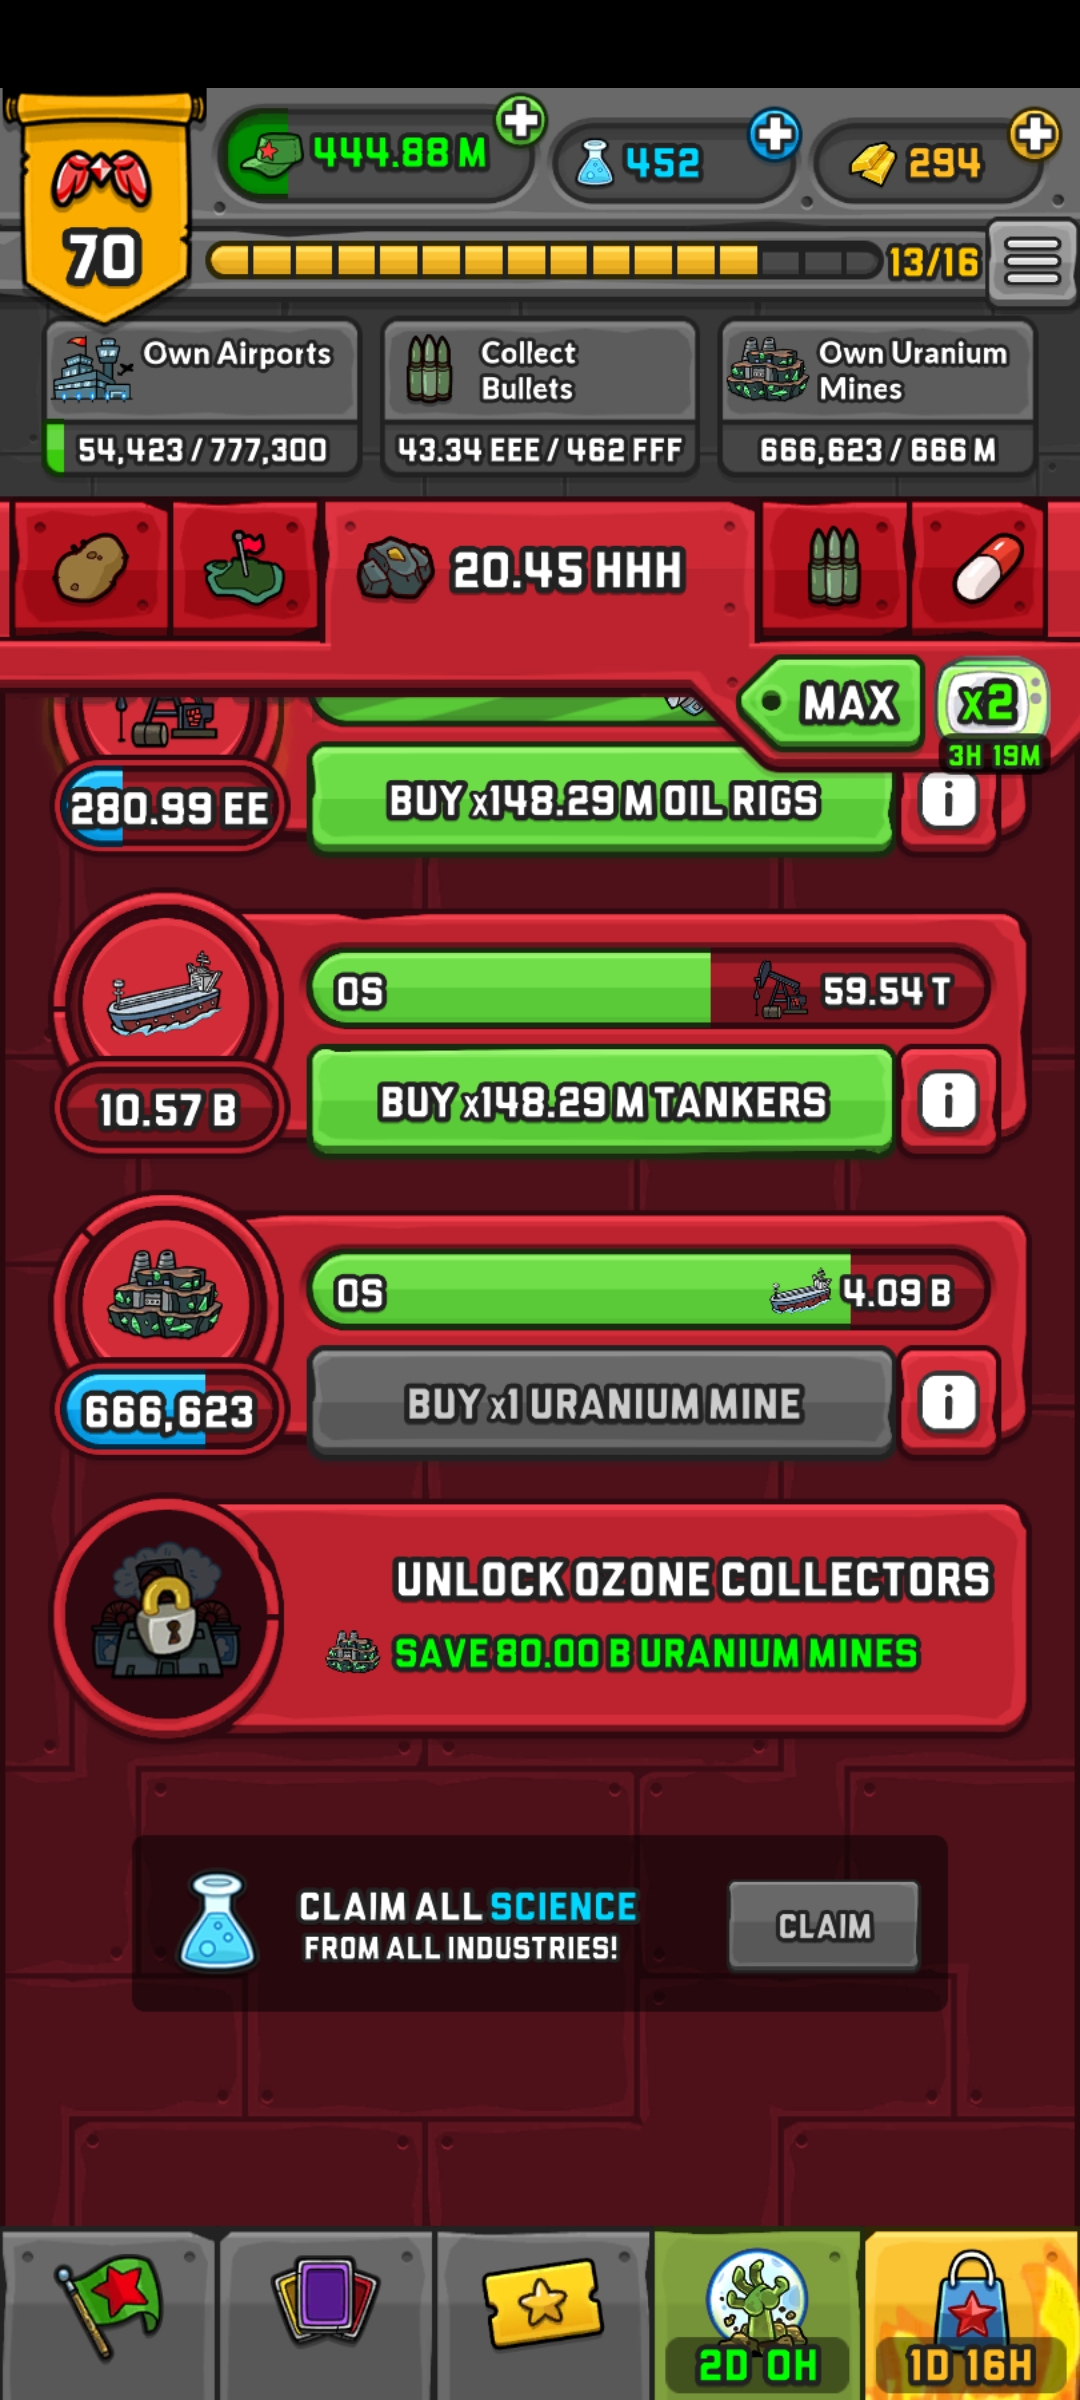 444.88 M
452
294
70
13/16
Own Airports
54,423 / 777,300
Collect
Bullets
43.34 EEE / 462 FFF
Own Uranium
Mines
666,623 / 666 M
20.45 HHH
MAX
x2
3H 19M
280.99 EE
BUY x148.29 M OIL RIGS
i
0S
59.54 T
10.57 B
BUY x148.29 M TANKERS
i
0S
4.09 B
666,623
BUY x1 URANIUM MINE
i
UNLOCK OZONE COLLECTORS
SAVE 80.00 B URANIUM MINES
CLAIM ALL SCIENCE
FROM ALL INDUSTRIES!
CLAIM
2D 0H
1D 16H